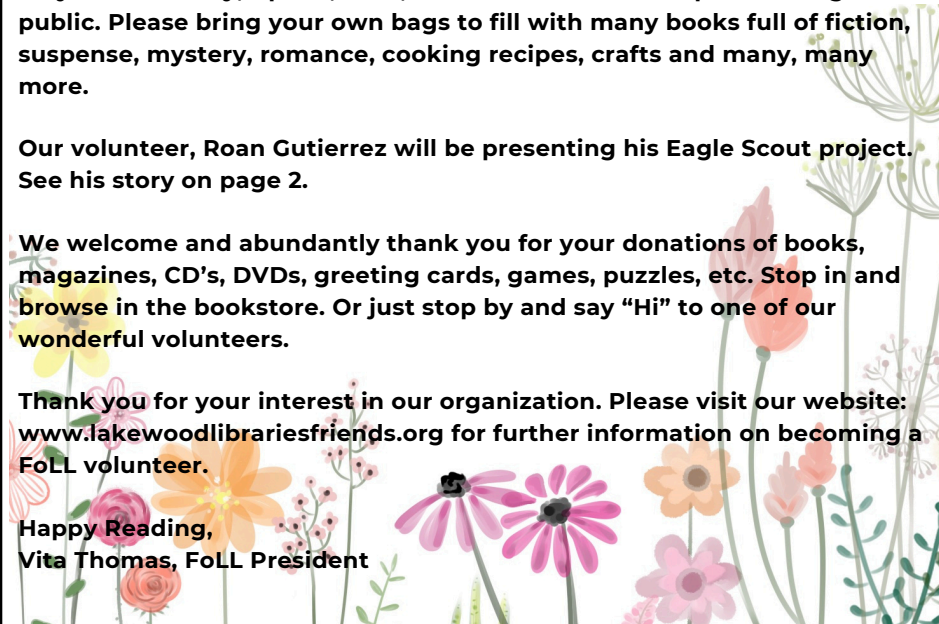 public. Please bring your own bags to fill with many books full of fiction,
suspense, mystery, romance, cooking recipes, crafts and many, many
more.
Our volunteer, Roan Gutierrez will be presenting his Eagle Scout project.
See his story on page 2.
We welcome and abundantly thank you for your donations of books,
magazines, CD’s, DVDs, greeting cards, games, puzzles, etc. Stop in and
browse in the bookstore. Or just stop by and say “Hi” to one of our
wonderful volunteers.
Thank you for your interest in our organization. Please visit our website:
www.lakewoodlibrariesfriends.org for further information on becoming a
FoLL volunteer.
Happy Reading,
Vita Thomas, FoLL President